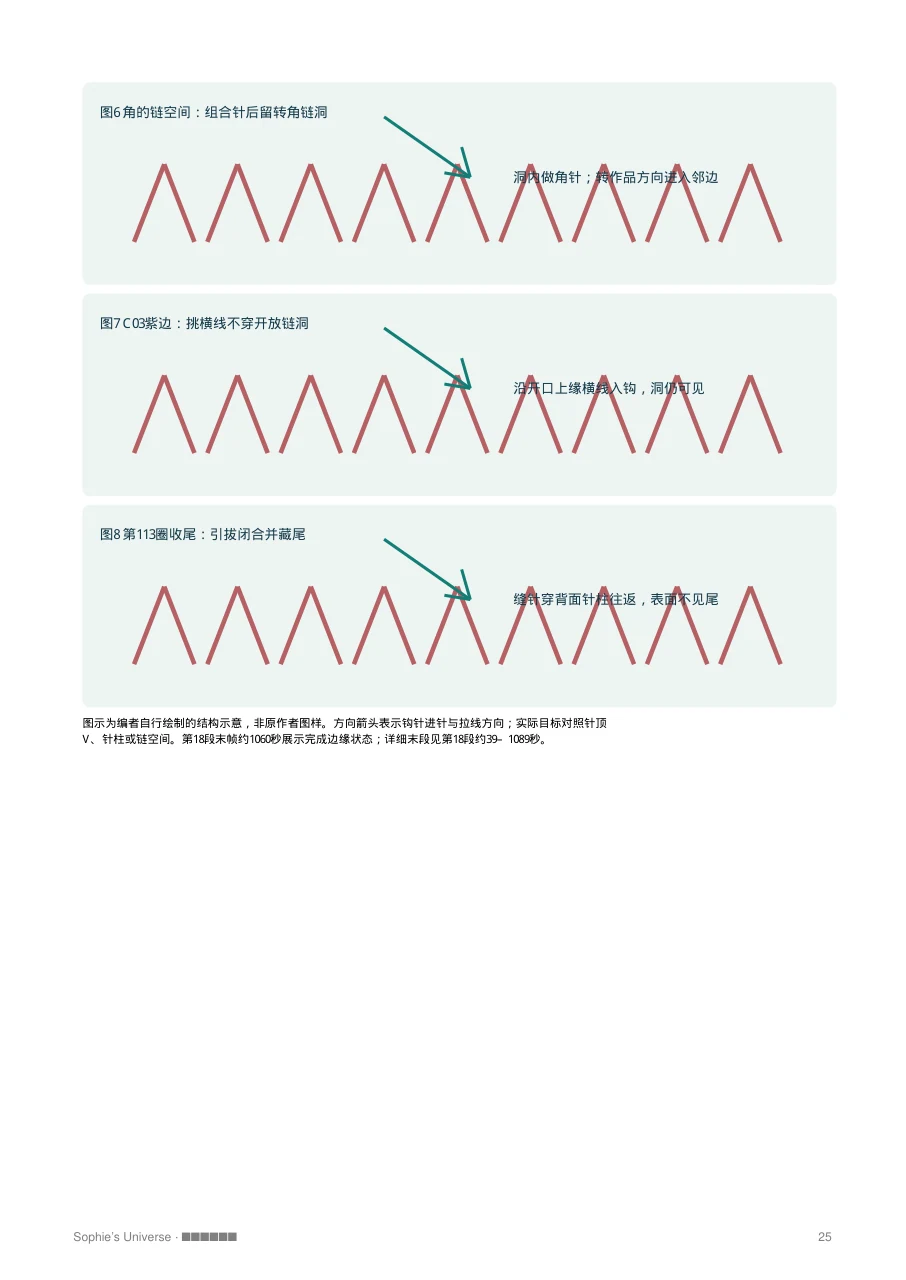 图6 角的链空间：组合针后留转角链洞
洞内做角针；转作品方向进入邻边
图7 C03紫边：挑横线不穿开放链洞
沿开口上缘横线入钩，洞仍可见
图8 第113圈收尾：引拔闭合并藏尾
缝针穿背面针柱往返，表面不见尾
图示为编者自行绘制的结构示意，非原作者图样。方向箭头表示钩针进针与拉线方向；实际目标对照针顶
V、针柱或链空间。第18段末帧约1060秒展示完成边缘状态；详细末段见第18段约39–1089秒。
Sophie's Universe · ■■■■■■
25